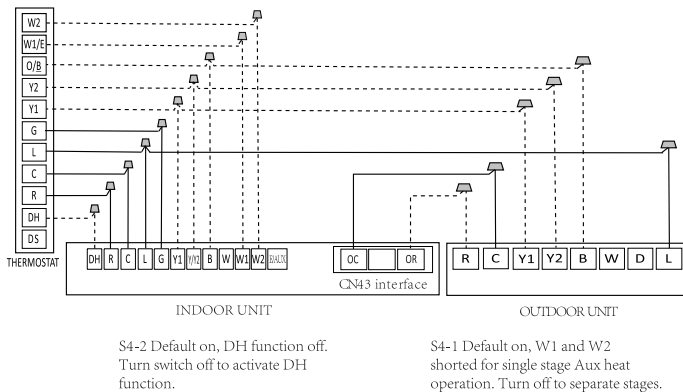 W2
W1/E
O/B
Y2
Y1
G
L
C
R
DH
DS
THERMOSTAT
DH R C L G Y1 Y/Y2 B W W1 W2
OC OR
CN43 interface
R C Y1 Y2 B W D L
INDOOR UNIT
OUTDOOR UNIT
S4-2 Default on, DH function off.
Turn switch off to activate DH
function.
S4-1 Default on, W1 and W2
shorted for single stage Aux heat
operation. Turn off to separate stages.